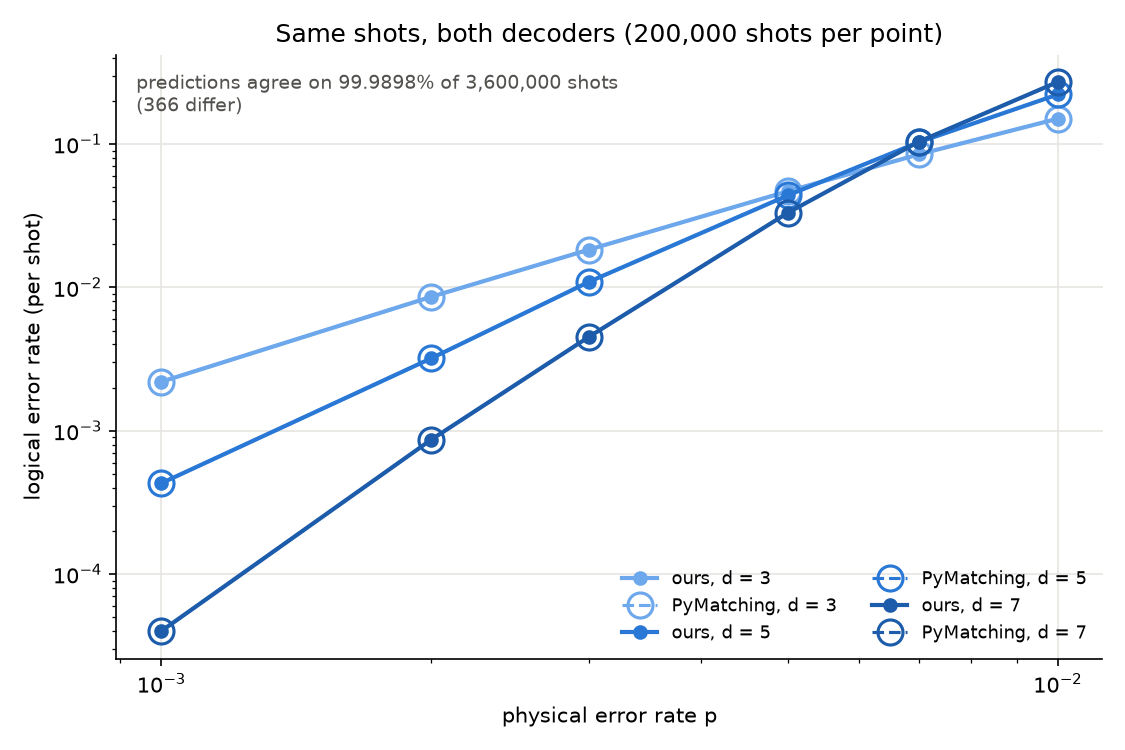 Same shots, both decoders (200,000 shots per point)
predictions agree on 99.9898% of 3,600,000 shots
(366 differ)
logical error rate (per shot)
10⁻¹
10⁻²
10⁻³
10⁻⁴
ours, d = 3
PyMatching, d = 3
ours, d = 5
PyMatching, d = 5
ours, d = 7
PyMatching, d = 7
10⁻³
10⁻²
physical error rate p